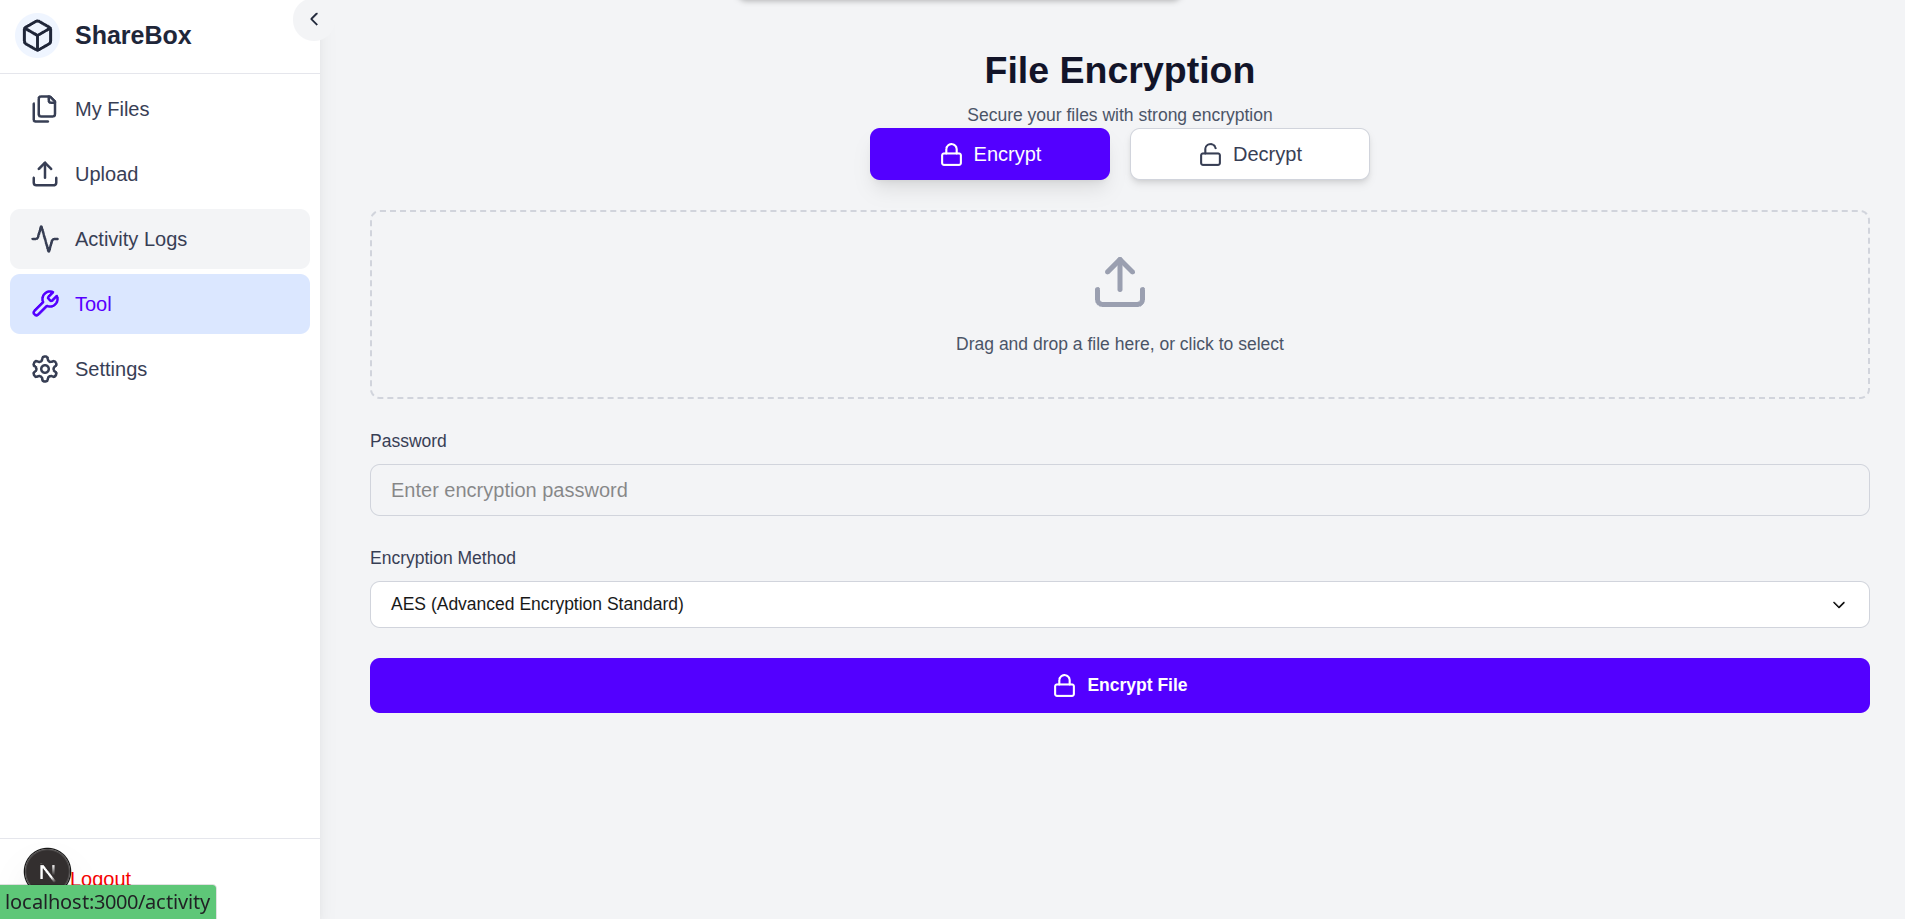 ShareBox
My Files
Upload
Activity Logs
Tool
Settings
N
Logout
localhost:3000/activity
File Encryption
Secure your files with strong encryption
Encrypt
Decrypt
Drag and drop a file here, or click to select
Password
Enter encryption password
Encryption Method
AES (Advanced Encryption Standard)
Encrypt File